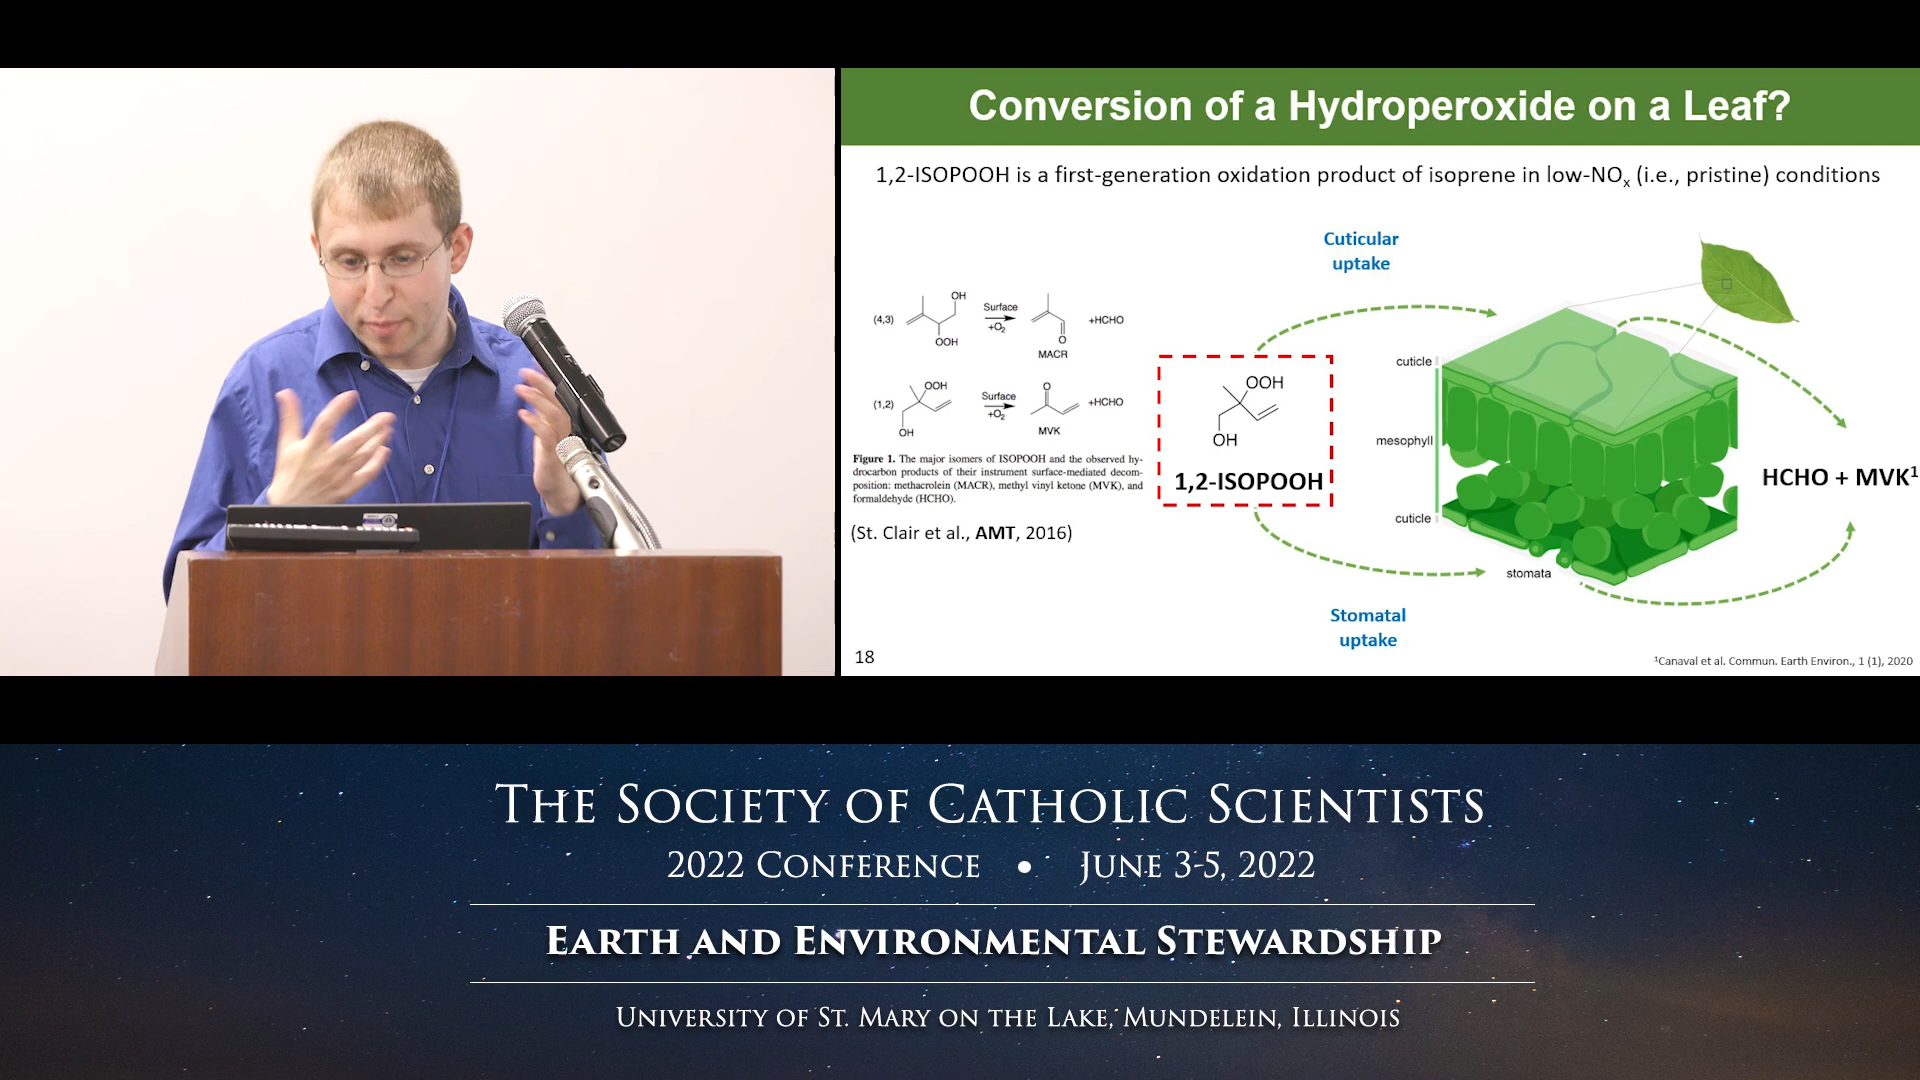 Conversion of a Hydroperoxide on a Leaf?
1,2-ISOPOOH is a first-generation oxidation product of isoprene in low-NOx (i.e., pristine) conditions
Cuticular
uptake
(4,3)
OH
OOH
Surface
+O2
O
MACR
+HCHO
(1,2)
OOH
OH
Surface
+O2
O
MVK
+HCHO
Figure 1. The major isomers of ISOPOOH and the observed hy-
drocarbon products of their instrument surface-mediated decom-
position: methacrolein (MACR), methyl vinyl ketone (MVK), and
formaldehyde (HCHO).
(St. Clair et al., AMT, 2016)
OOH
OH
1,2-ISOPOOH
cuticle
mesophyll
cuticle
stomata
HCHO + MVK1
Stomatal
uptake
18
1Canaval et al. Commun. Earth Environ., 1 (1), 2020
THE SOCIETY OF CATHOLIC SCIENTISTS
2022 CONFERENCE • JUNE 3-5, 2022
EARTH AND ENVIRONMENTAL STEWARDSHIP
UNIVERSITY OF ST. MARY ON THE LAKE, MUNDELEIN, ILLINOIS